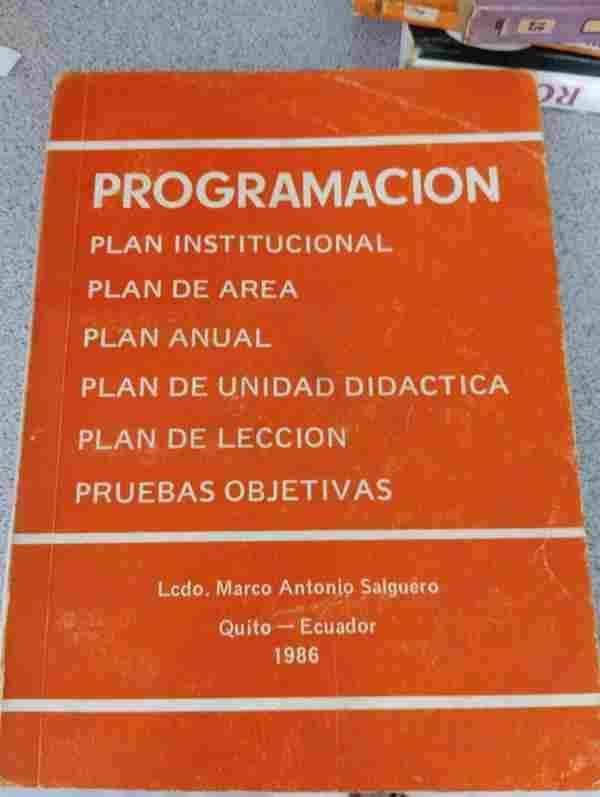 PROGRAMACION
PLAN INSTITUCIONAL
PLAN DE AREA
PLAN ANUAL
PLAN DE UNIDAD DIDACTICA
PLAN DE LECCION
PRUEBAS OBJETIVAS
Lcdo. Marco Antonio Salguero
Quito — Ecuador
1986